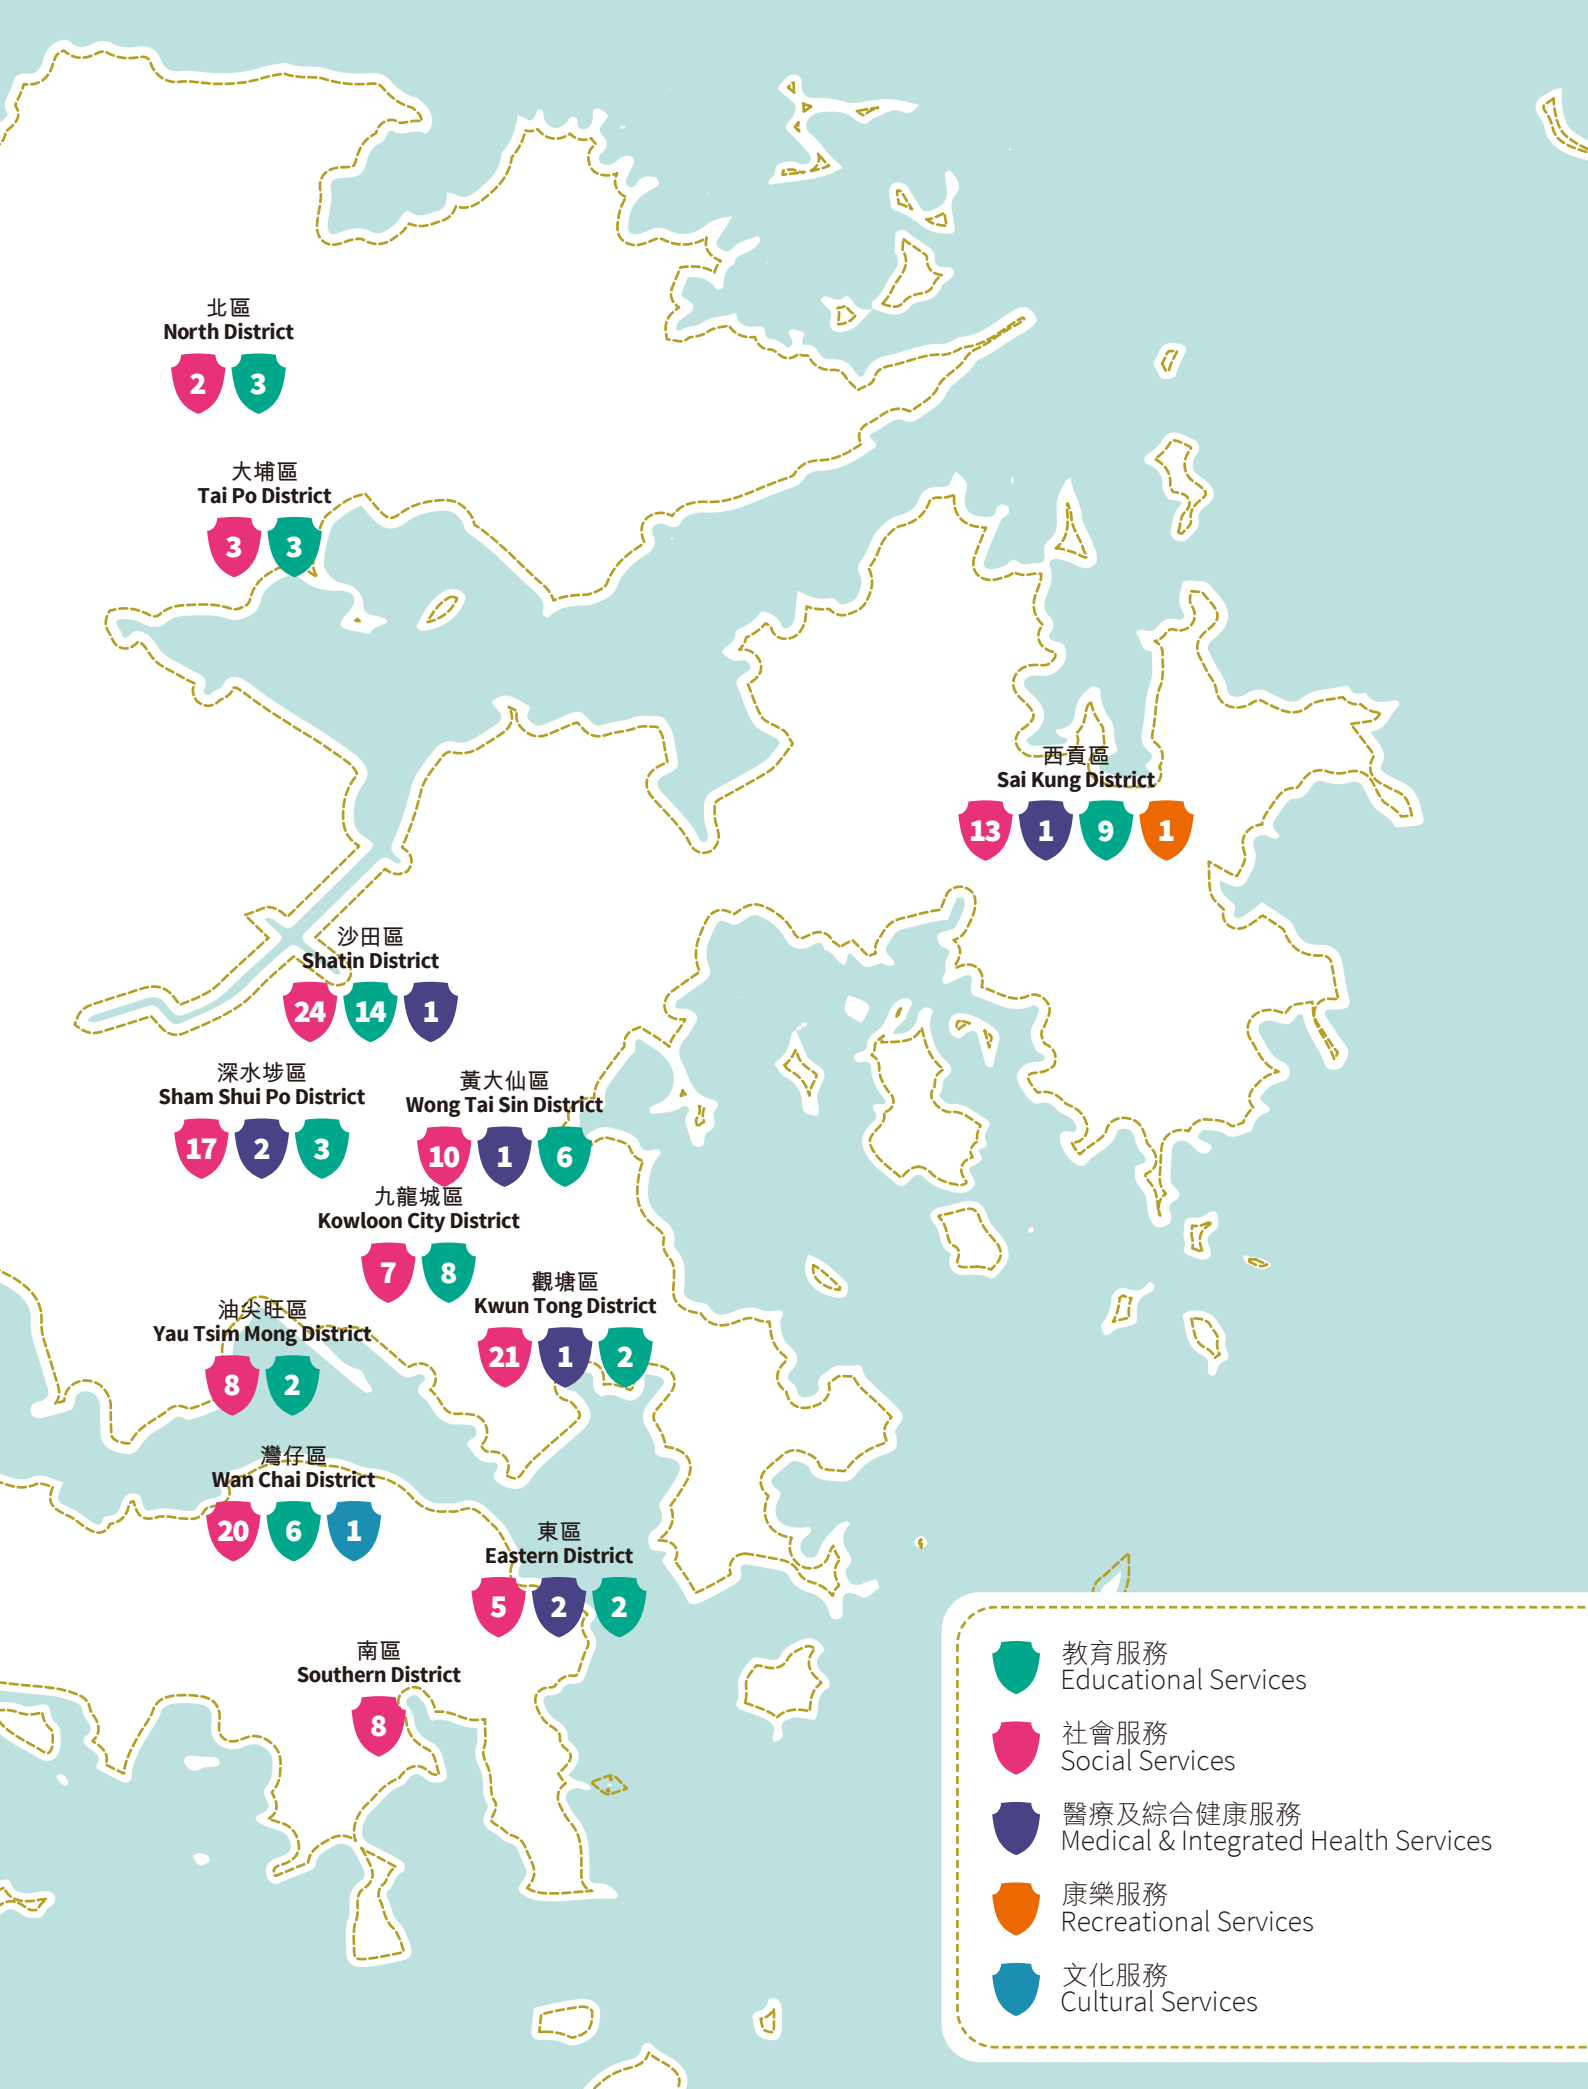 北區
North District
2 3
大埔區
Tai Po District
3 3
西貢區
Sai Kung District
13 1 9 1
沙田區
Shatin District
24 14 1
深水埗區
Sham Shui Po District
17 2 3
黃大仙區
Wong Tai Sin District
10 1 6
九龍城區
Kowloon City District
7 8
觀塘區
Kwun Tong District
21 1 2
油尖旺區
Yau Tsim Mong District
8 2
灣仔區
Wan Chai District
20 6 1
東區
Eastern District
5 2 2
南區
Southern District
8
教育服務
Educational Services
社會服務
Social Services
醫療及綜合健康服務
Medical & Integrated Health Services
康樂服務
Recreational Services
文化服務
Cultural Services